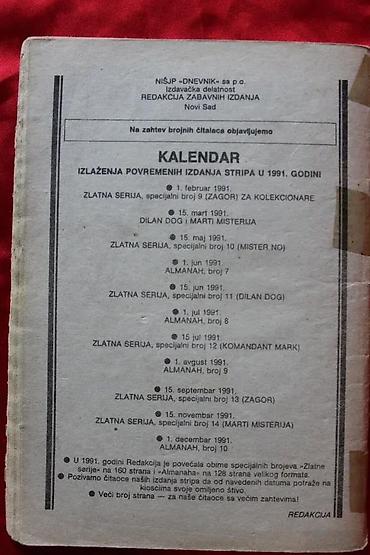 NIŠJP »DNEVNIK« sa p.o.
Izdavačka delatnost
REDAKCIJA ZABAVNIH IZDANJA
Novi Sad
Na zahtev brojnih čitalaca objavljujemo
KALENDAR
IZLAŽENJA POVREMENIH IZDANJA STRIPA U 1991. GODINI
● 1. februar 1991.
ZLATNA SERIJA, specijalni broj 9 (ZAGOR) ZA KOLEKCIONARE
● 15. mart 1991.
DILAN DOG i MARTI MISTERIJA
● 15. maj 1991.
ZLATNA SERIJA, specijalni broj 10 (MISTER NO)
● 1. jun 1991.
ALMANAH, broj 7
● 15. jun 1991.
ZLATNA SERIJA, specijalni broj 11 (DILAN DOG)
● 1. jul 1991.
ALMANAH, broj 8
● 15 jul 1991.
ZLATNA SERIJA, specijalni broj 12 (KOMANDANT MARK)
● 1. avgust 1991.
ALMANAH, broj 9
● 15. septembar 1991.
ZLATNA SERIJA, specijalni broj 13 (ZAGOR)
● 15. novembar 1991.
ZLATNA SERIJA, specijalni broj 14 (MARTI MISTERIJA)
● 1. decembar 1991.
ALMANAH, broj 10
● U 1991. godini Redakcija je povećala obime specijalnih brojeva »Zlatne
serije« na 160 strana i »Almanaha« na 128 strana velikog formata.
● Pozivamo čitaoce naših izdanja stripa da od navedenih datuma potraže na
kioscima svoje omiljeno štivo.
● Veći broj strana — za naše čitaoce sa većim zahtevima!
REDAKCIJA